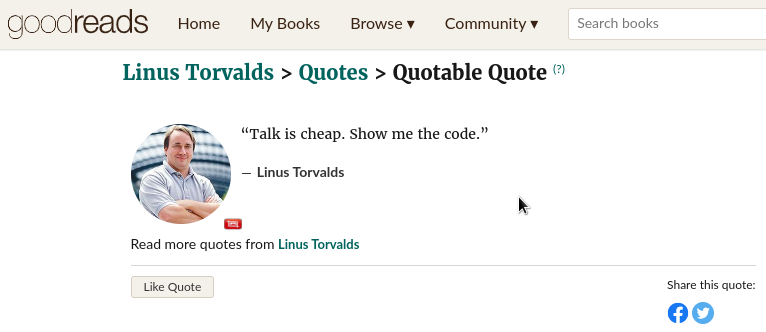 goodreads Home My Books Browse ▾ Community ▾ Search books
Linus Torvalds > Quotes > Quotable Quote (?)
“Talk is cheap. Show me the code.”
— Linus Torvalds
Read more quotes from Linus Torvalds
Like Quote Share this quote: